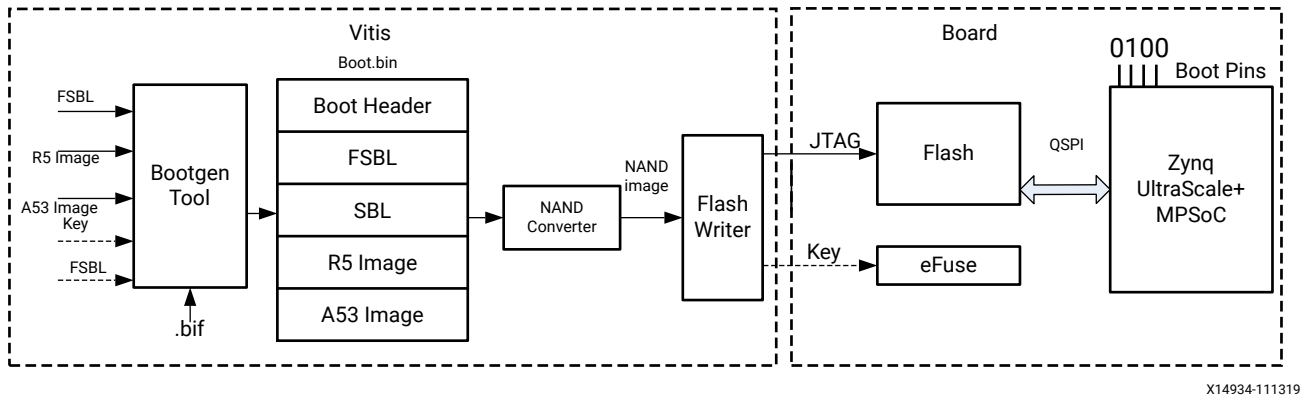 Vitis
Boot.bin
FSBL
R5 Image
A53 Image
Key
FSBL
Bootgen
Tool
.bif
Boot Header
FSBL
SBL
R5 Image
A53 Image
NAND
Converter
NAND
image
Flash
Writer
Board
JTAG
Key
Flash
eFuse
QSPI
0100
Boot Pins
Zynq
UltraScale+
MPSoC
X14934-111319